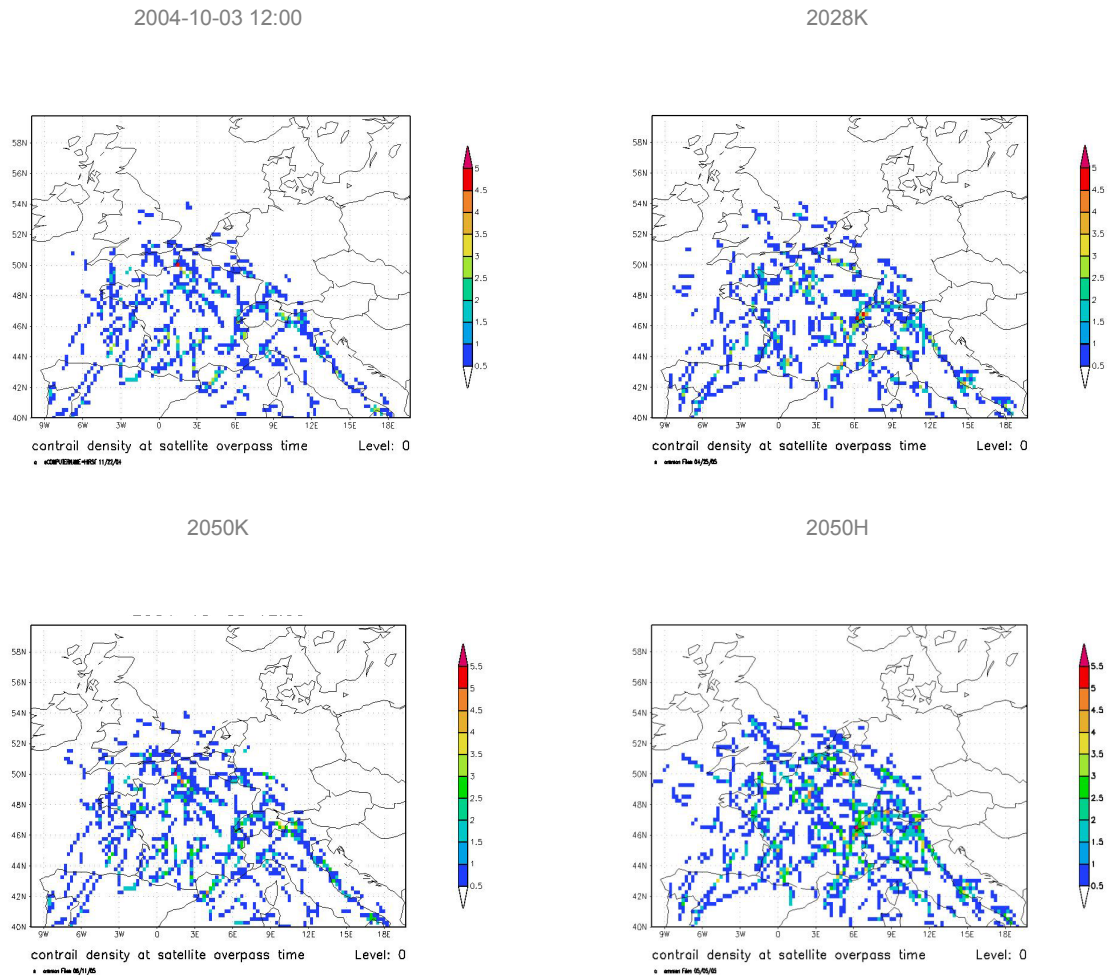 2004-10-03 12:00
2028K
58N
56N
54N
52N
50N
48N
46N
44N
42N
40N
9W 6W 3W 0 3E 6E 9E 12E 15E 18E
5
4.5
4
3.5
3
2.5
2
1.5
1
0.5
contrail density at satellite overpass time Level: 0
58N
56N
54N
52N
50N
48N
46N
44N
42N
40N
9W 6W 3W 0 3E 6E 9E 12E 15E 18E
5
4.5
4
3.5
3
2.5
2
1.5
1
0.5
contrail density at satellite overpass time Level: 0
2050K
2050H
58N
56N
54N
52N
50N
48N
46N
44N
42N
40N
9W 6W 3W 0 3E 6E 9E 12E 15E 18E
5.5
5
4.5
4
3.5
3
2.5
2
1.5
1
0.5
contrail density at satellite overpass time Level: 0
58N
56N
54N
52N
50N
48N
46N
44N
42N
40N
9W 6W 3W 0 3E 6E 9E 12E 15E 18E
5.5
5
4.5
4
3.5
3
2.5
2
1.5
1
0.5
contrail density at satellite overpass time Level: 0